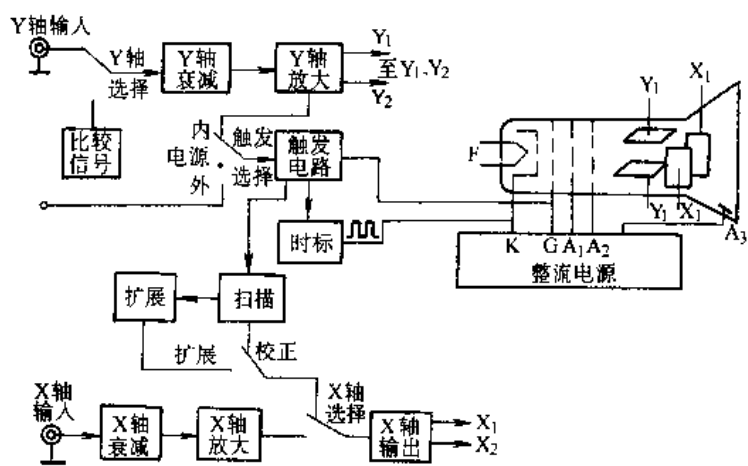 Y轴输入
Y轴
选择
Y轴
衰减
Y轴
放大
Y₁
至Y₁、Y₂
Y₂
比较
信号
内
电源
外
触发
选择
触发
电路
时标
扩展
扫描
扩展
校正
X轴
输入
X轴
衰减
X轴
放大
X轴
选择
X轴
输出
X₁
X₂
F
Y₁
X₁
Y₁
X₁
A₃
K
G
A₁
A₂
整流电源